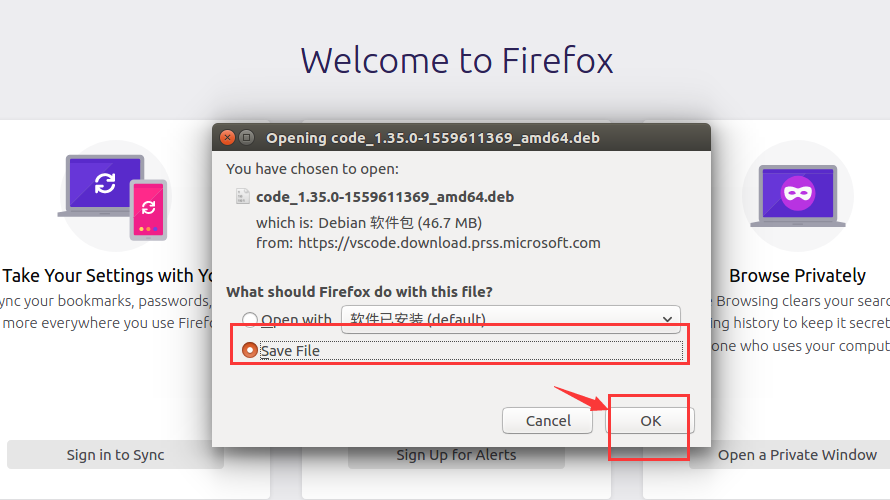 Welcome to Firefox
Opening code_1.35.0-1559611369_amd64.deb
You have chosen to open:
code_1.35.0-1559611369_amd64.deb
which is: Debian 软件包 (46.7 MB)
from: https://vscode.download.prss.microsoft.com
What should Firefox do with this file?
Open with
软件已安装 (default)
Save File
Cancel
OK
Take Your Settings with Yo
ync your bookmarks, passwords,
more everywhere you use Firefo
Sign in to Sync
Sign Up for Alerts
Browse Privately
Browsing clears your sear
ing history to keep it secret
one who uses your comput
Open a Private Window